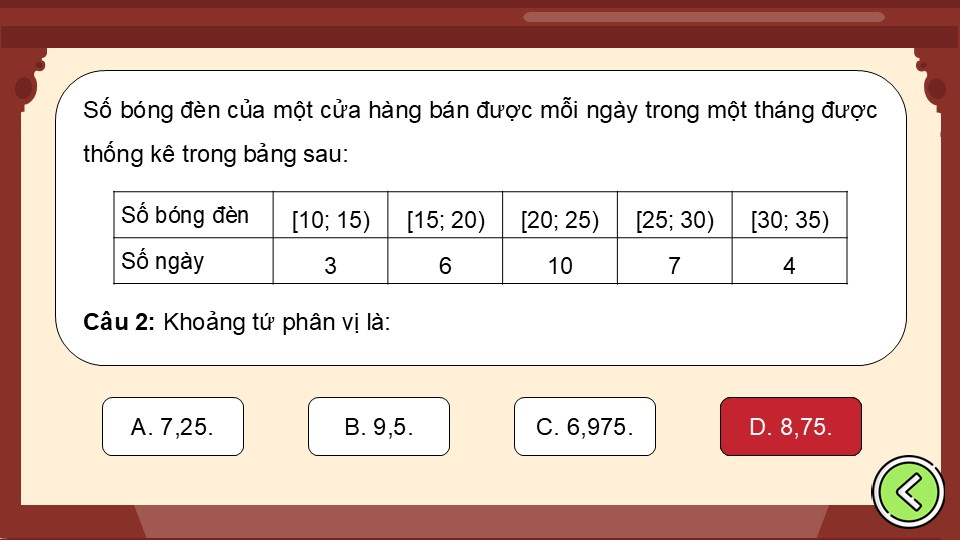 Số bóng đèn của một cửa hàng bán được mỗi ngày trong một tháng được
thống kê trong bảng sau:
Số bóng đèn [10; 15) [15; 20) [20; 25) [25; 30) [30; 35)
Số ngày 3 6 10 7 4
Câu 2: Khoảng tứ phân vị là:
A. 7,25. B. 9,5. C. 6,975. D. 8,75.